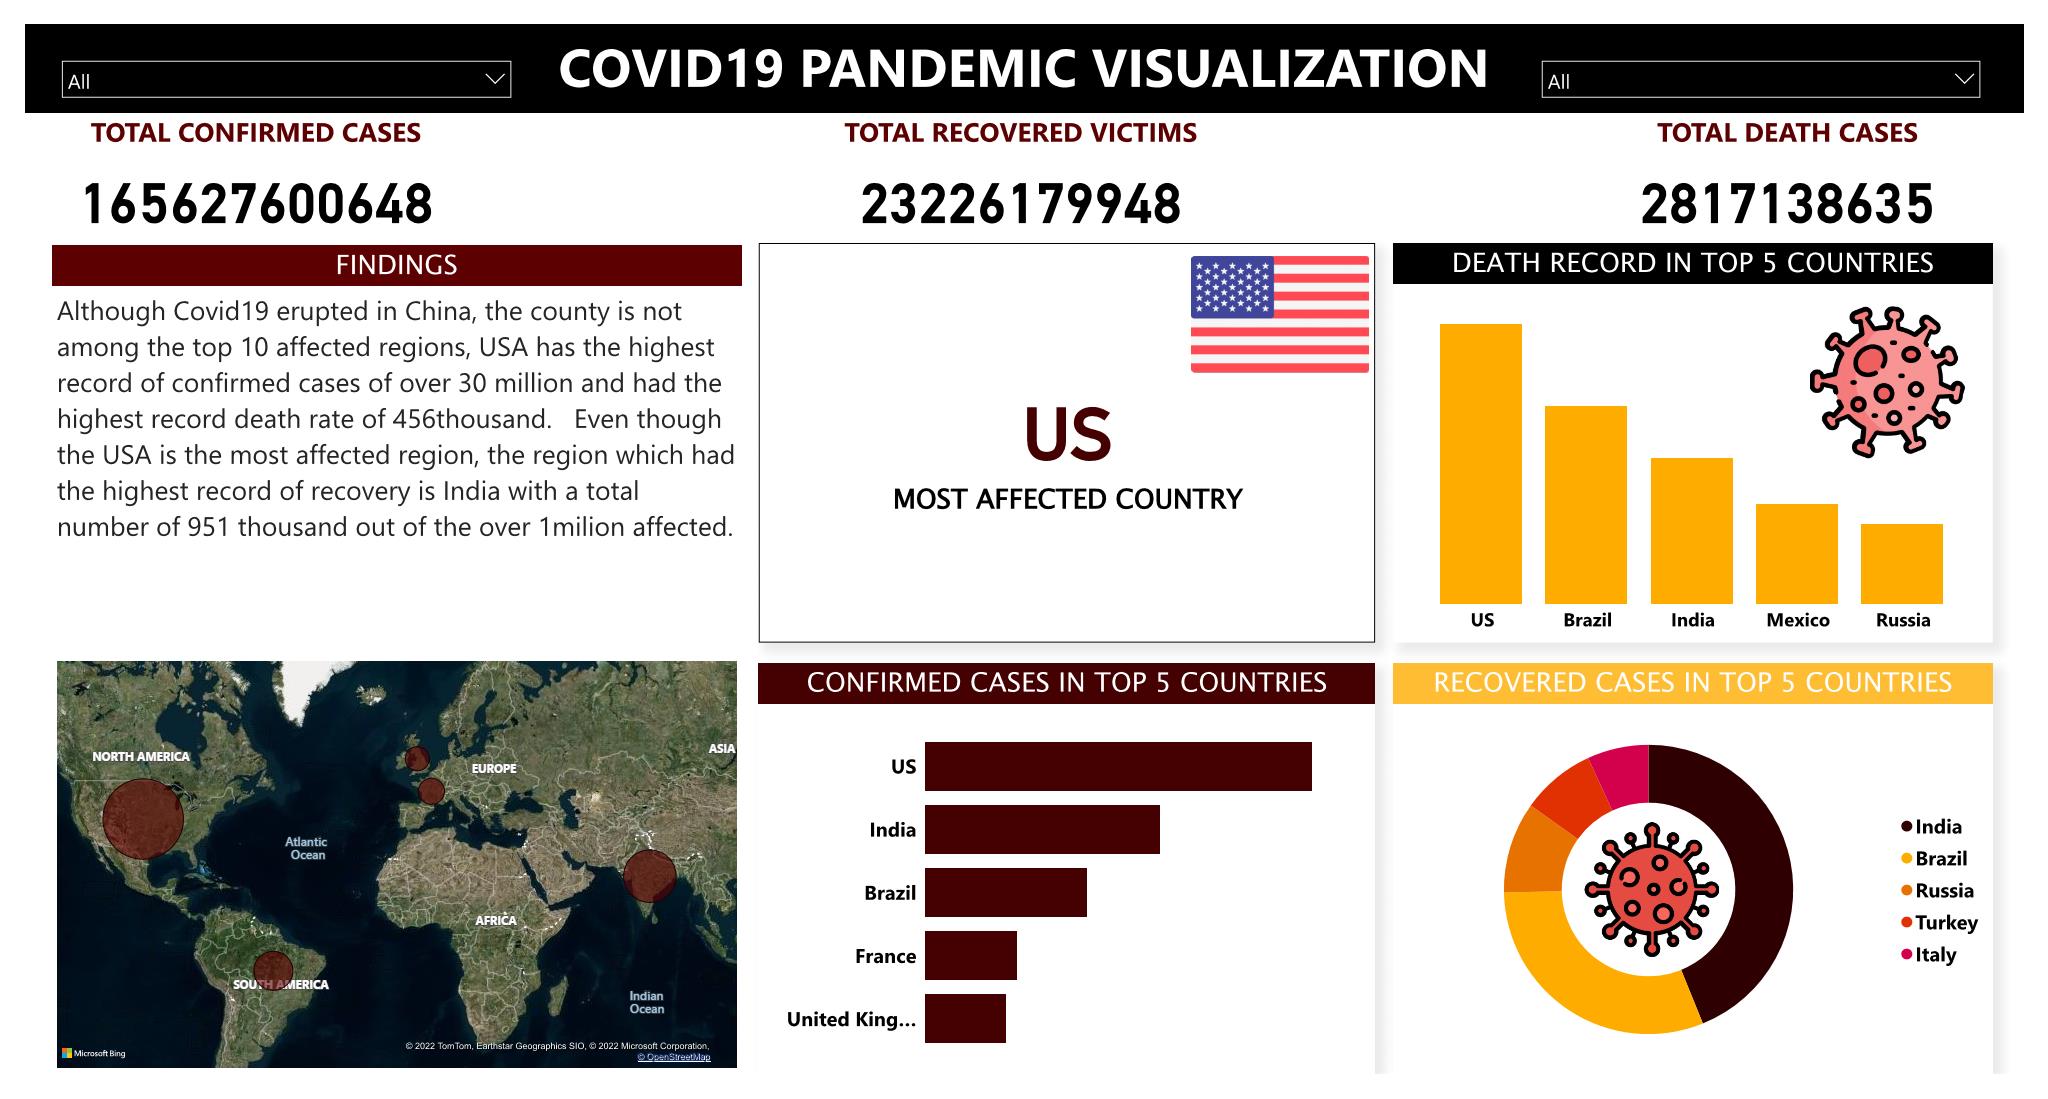 All
COVID19 PANDEMIC VISUALIZATION
All
TOTAL CONFIRMED CASES
165627600648
TOTAL RECOVERED VICTIMS
23226179948
TOTAL DEATH CASES
2817138635
FINDINGS
Although Covid19 erupted in China, the county is not
among the top 10 affected regions, USA has the highest
record of confirmed cases of over 30 million and had the
highest record death rate of 456thousand.   Even though
the USA is the most affected region, the region which had
the highest record of recovery is India with a total
number of 951 thousand out of the over 1milion affected.
US
MOST AFFECTED COUNTRY
DEATH RECORD IN TOP 5 COUNTRIES
US
Brazil
India
Mexico
Russia
NORTH AMERICA
EUROPE
ASIA
Atlantic
Ocean
AFRICA
SOUTH AMERICA
Indian
Ocean
Microsoft Bing
© 2022 TomTom, Earthstar Geographics SIO, © 2022 Microsoft Corporation,
© OpenStreetMap
CONFIRMED CASES IN TOP 5 COUNTRIES
US
India
Brazil
France
United King...
RECOVERED CASES IN TOP 5 COUNTRIES
India
Brazil
Russia
Turkey
Italy